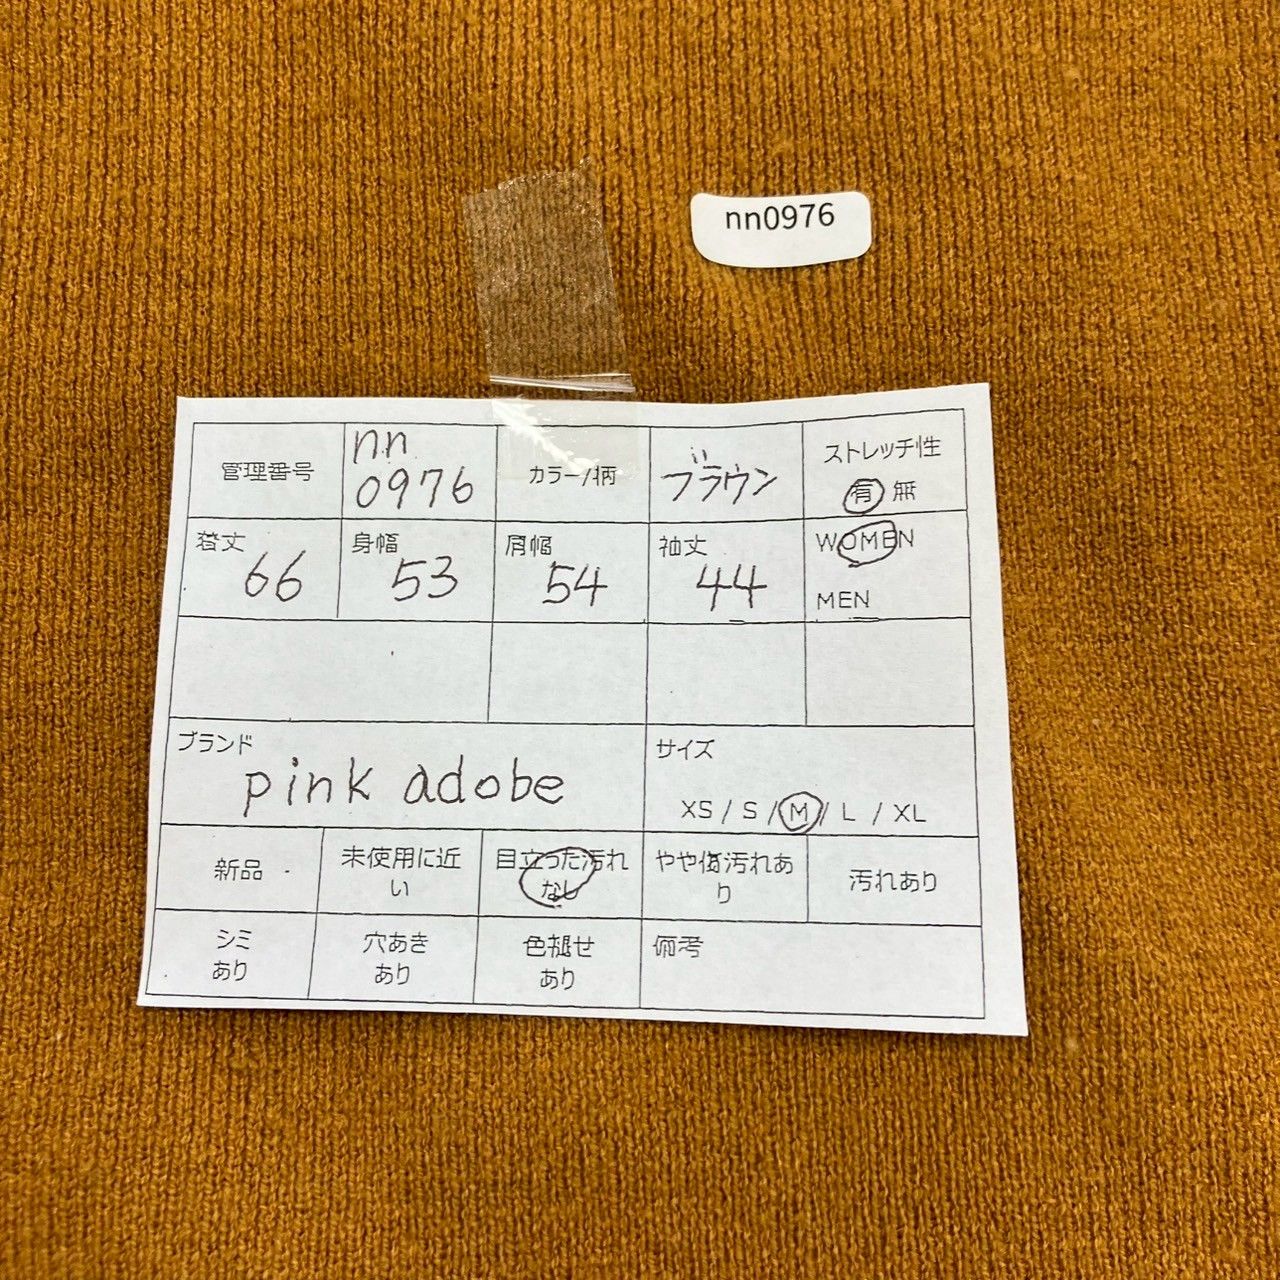 nn0976
管理番号
nn
0976
カラー/柄
ブラウン
ストレッチ性
有 無
着丈
66
身幅
53
肩幅
54
袖丈
44
WOMEN
MEN
ブランド
pink adobe
サイズ
XS / S / M / L / XL
新品
未使用に近
い
目立った汚れ
なし
やや傷汚れあ
り
汚れあり
シミ
あり
穴あき
あり
色褪せ
あり
備考